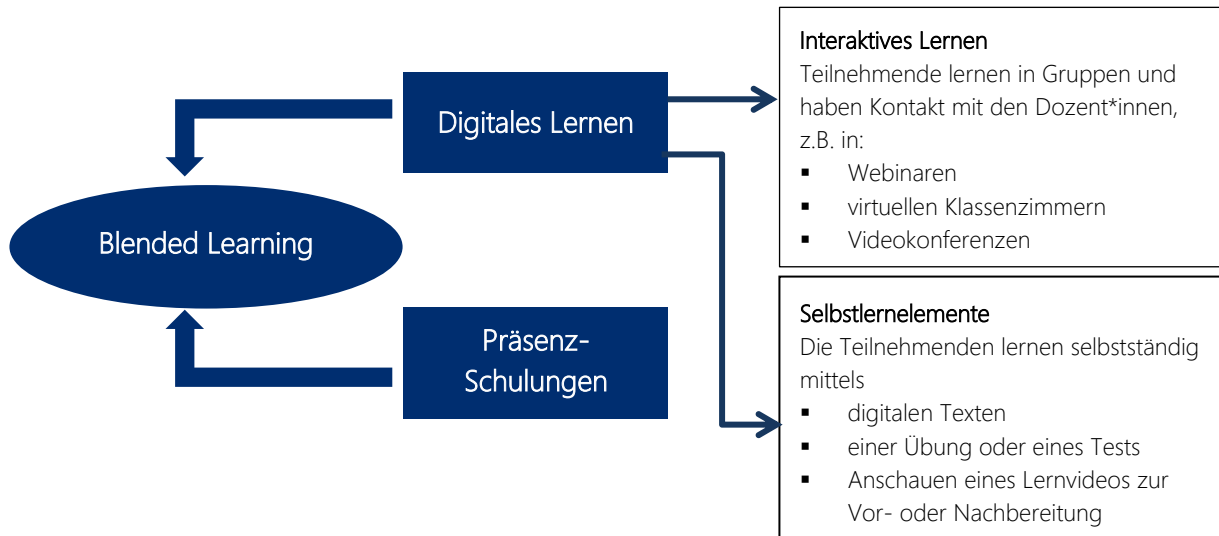 Blended Learning
Digitales Lernen
Präsenz-
Schulungen
Interaktives Lernen
Teilnehmende lernen in Gruppen und
haben Kontakt mit den Dozent*innen,
z.B. in:
▪ Webinaren
▪ virtuellen Klassenzimmern
▪ Videokonferenzen
Selbstlernelemente
Die Teilnehmenden lernen selbstständig
mittels
▪ digitalen Texten
▪ einer Übung oder eines Tests
▪ Anschauen eines Lernvideos zur
Vor- oder Nachbereitung